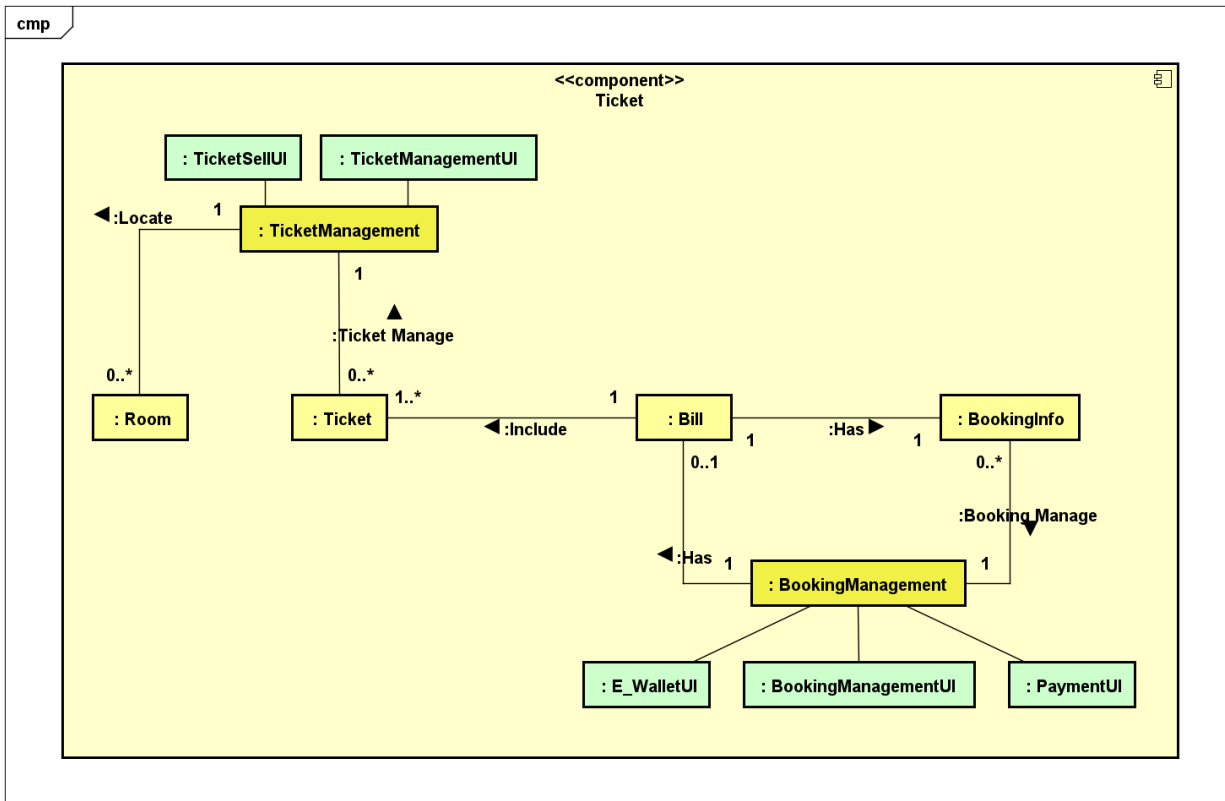 cmp
<<component>>
Ticket
: TicketSellUI
: TicketManagementUI
:Locate
1
: TicketManagement
1
:Ticket Manage
0..*
0..*
: Room
: Ticket
1..*
:Include
1
: Bill
1
:Has
1
: BookingInfo
0..1
0..*
:Booking Manage
:Has
1
1
: BookingManagement
: E_WalletUI
: BookingManagementUI
: PaymentUI